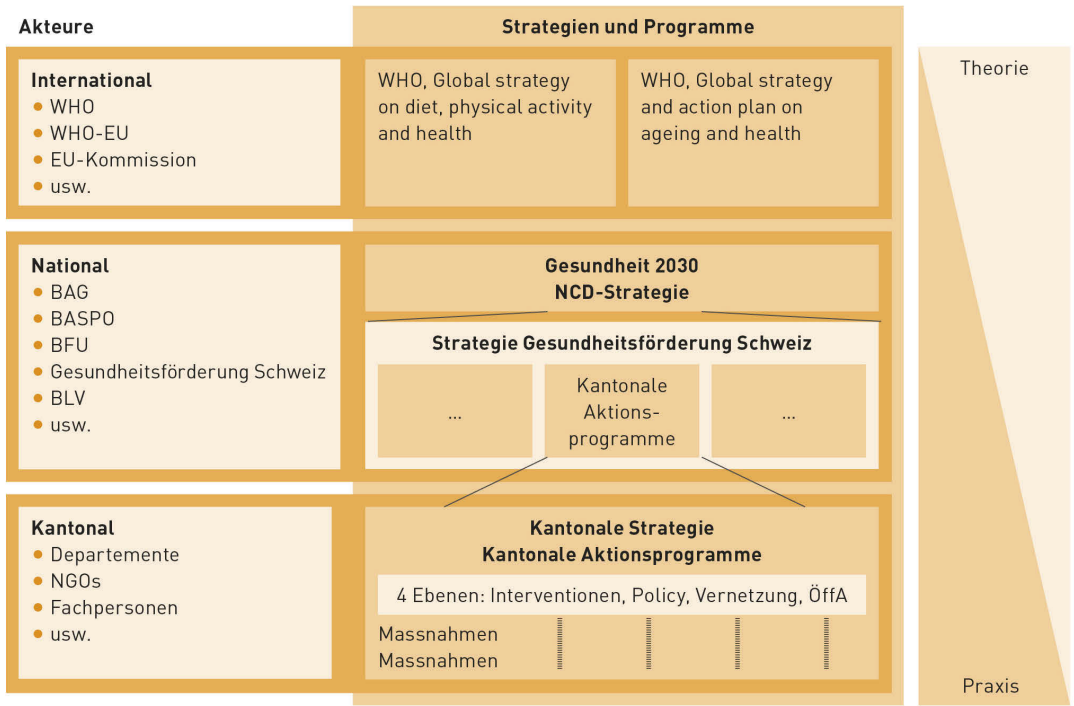 Akteure
Strategien und Programme
International
WHO
WHO-EU
EU-Kommission
usw.
WHO, Global strategy
on diet, physical activity
and health
WHO, Global strategy
and action plan on
ageing and health
Theorie
National
BAG
BASPO
BFU
Gesundheitsförderung Schweiz
BLV
usw.
Gesundheit 2030
NCD-Strategie
Strategie Gesundheitsförderung Schweiz
...
Kantonale
Aktions-
programme
...
Kantonal
Departemente
NGOs
Fachpersonen
usw.
Kantonale Strategie
Kantonale Aktionsprogramme
4 Ebenen: Interventionen, Policy, Vernetzung, ÖffA
Massnahmen
Massnahmen
Praxis